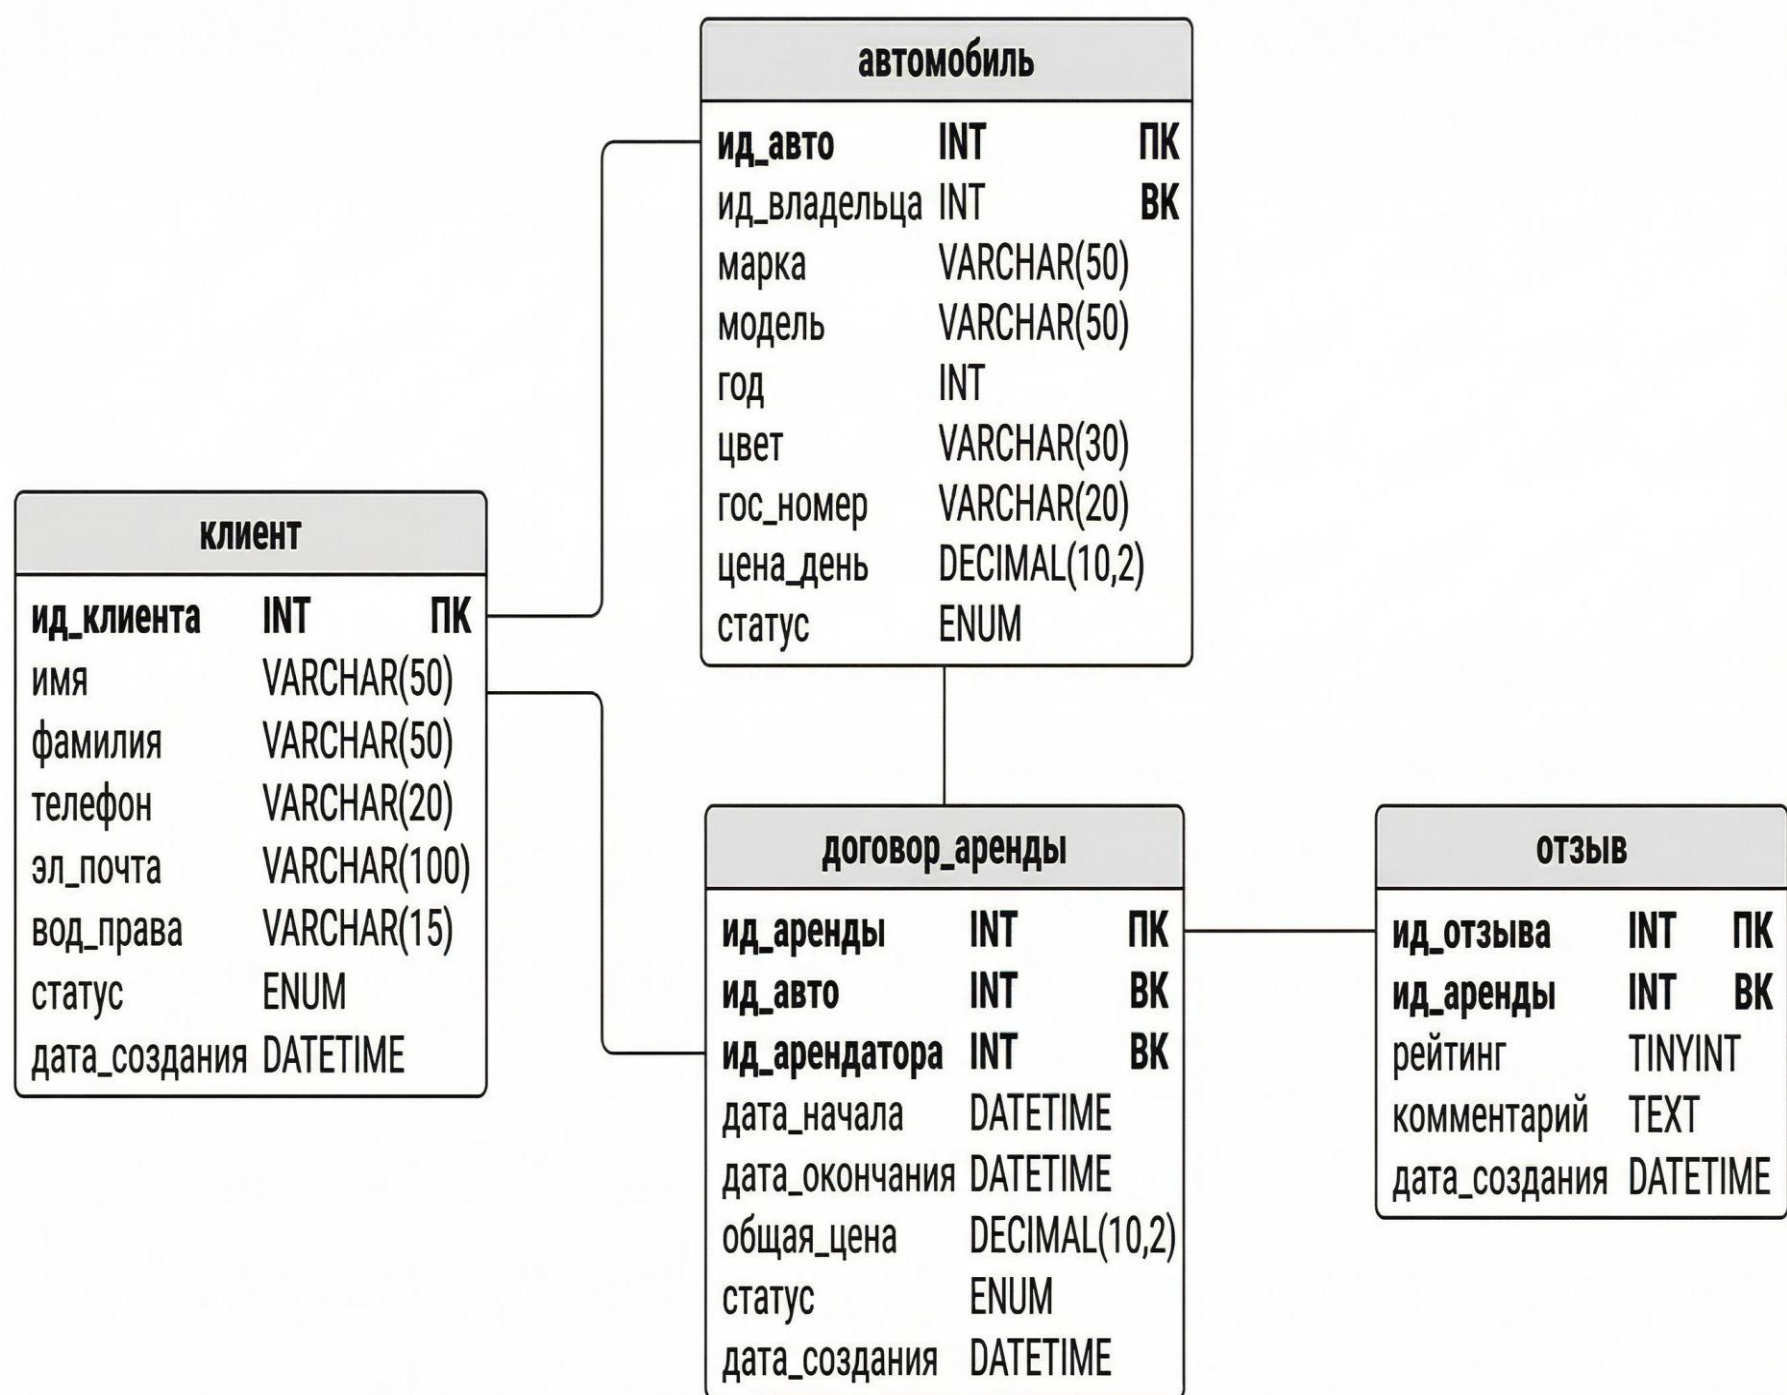 автомобиль
ид_авто INT ПК
ид_владельца INT ВК
марка VARCHAR(50)
модель VARCHAR(50)
год INT
цвет VARCHAR(30)
гос_номер VARCHAR(20)
цена_день DECIMAL(10,2)
статус ENUM
клиент
ид_клиента INT ПК
имя VARCHAR(50)
фамилия VARCHAR(50)
телефон VARCHAR(20)
эл_почта VARCHAR(100)
вод_права VARCHAR(15)
статус ENUM
дата_создания DATETIME
договор_аренды
ид_аренды INT ПК
ид_авто INT ВК
ид_арендатора INT ВК
дата_начала DATETIME
дата_окончания DATETIME
общая_цена DECIMAL(10,2)
статус ENUM
дата_создания DATETIME
отзыв
ид_отзыва INT ПК
ид_аренды INT ВК
рейтинг TINYINT
комментарий TEXT
дата_создания DATETIME